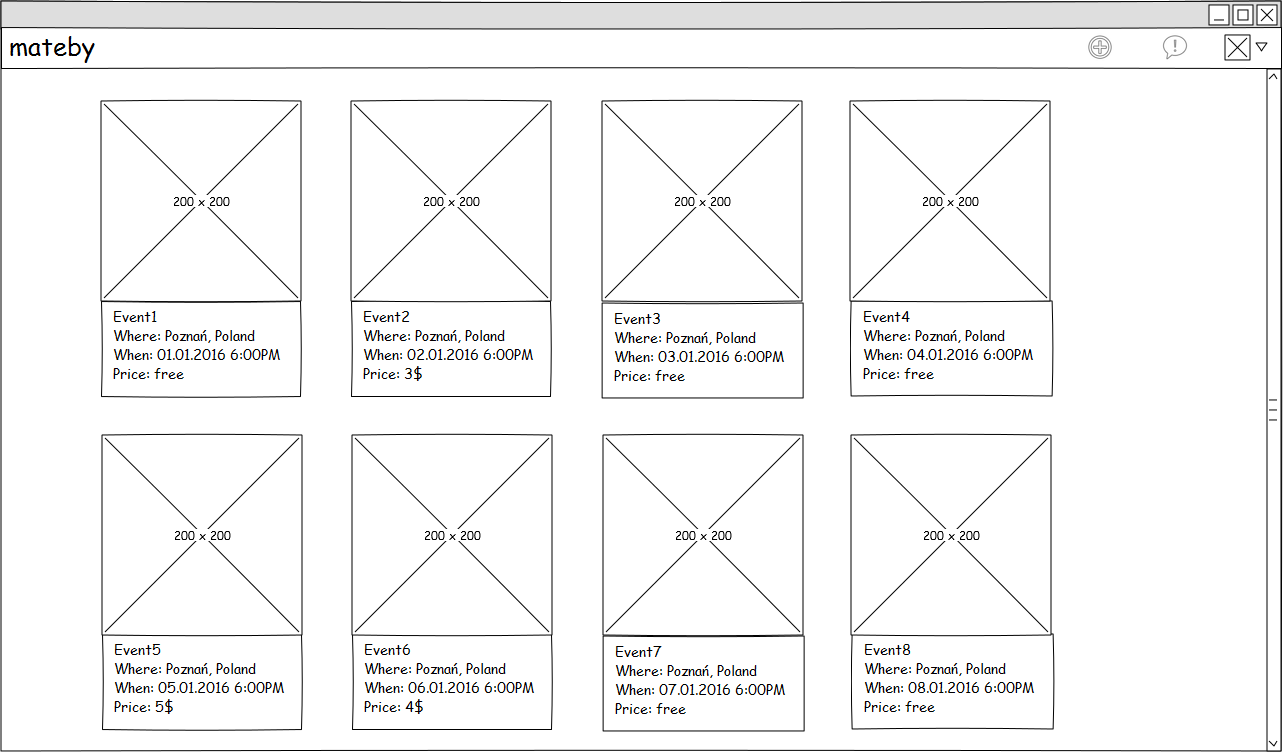 mateby
200 x 200
200 x 200
200 x 200
200 x 200
Event1
Where: Poznań, Poland
When: 01.01.2016 6:00PM
Price: free
Event2
Where: Poznań, Poland
When: 02.01.2016 6:00PM
Price: 3$
Event3
Where: Poznań, Poland
When: 03.01.2016 6:00PM
Price: free
Event4
Where: Poznań, Poland
When: 04.01.2016 6:00PM
Price: free
200 x 200
200 x 200
200 x 200
200 x 200
Event5
Where: Poznań, Poland
When: 05.01.2016 6:00PM
Price: 5$
Event6
Where: Poznań, Poland
When: 06.01.2016 6:00PM
Price: 4$
Event7
Where: Poznań, Poland
When: 07.01.2016 6:00PM
Price: free
Event8
Where: Poznań, Poland
When: 08.01.2016 6:00PM
Price: free